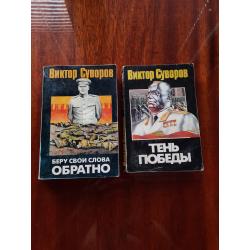 Виктор Суворов
БЕРУ СВОИ СЛОВА
ОБРАТНО
Виктор Суворов
ТЕНЬ
ПОБЕДЫ